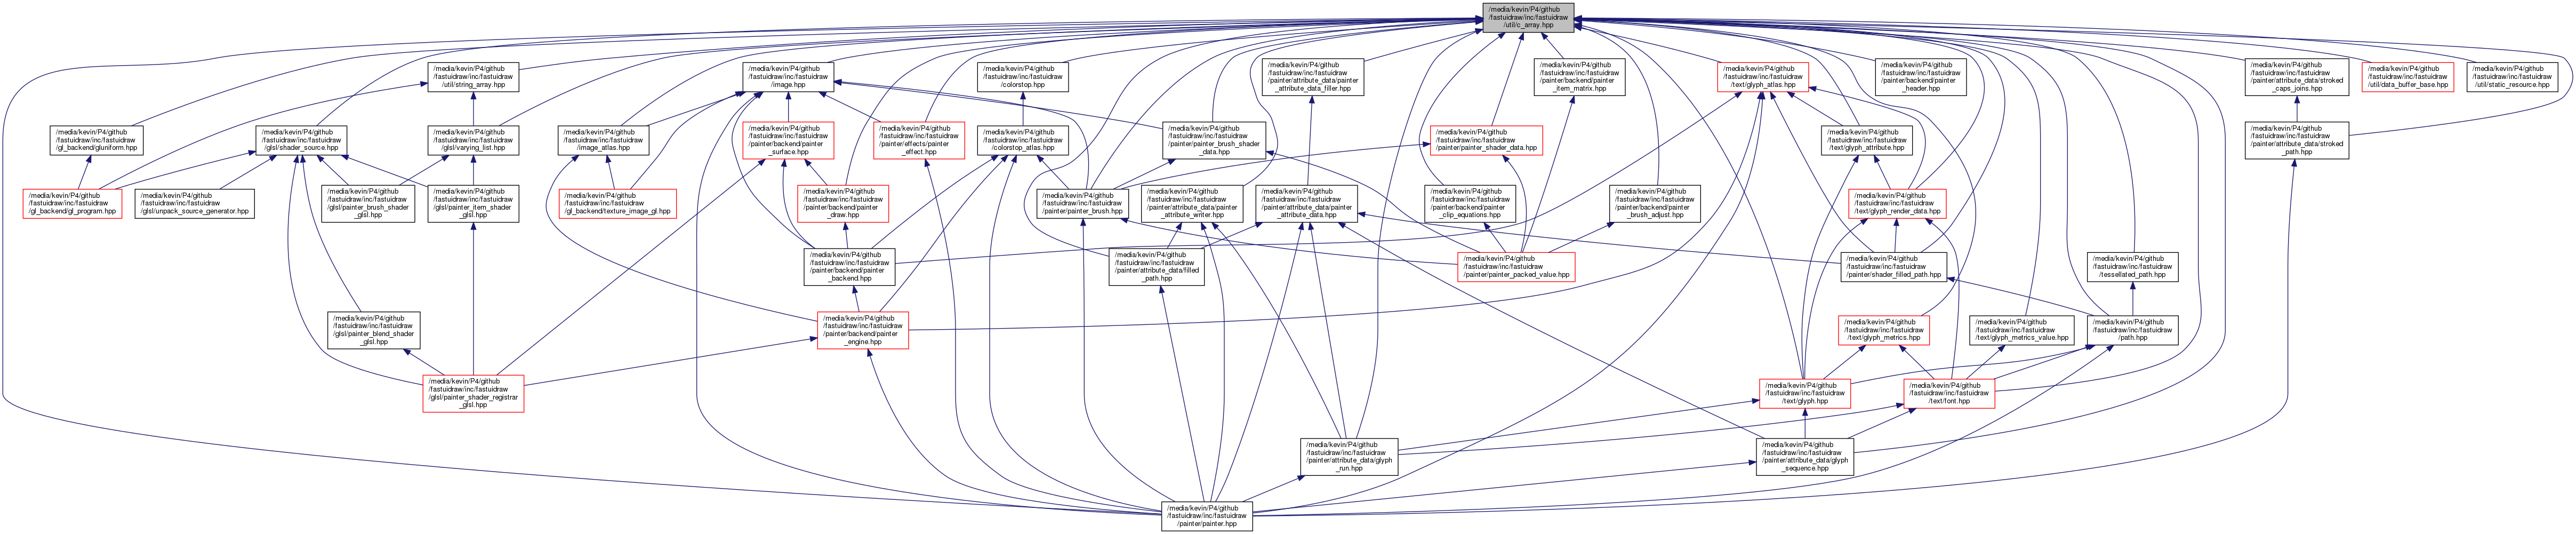 /media/kevin/P4/github
/fastuidraw/inc/fastuidraw
/util/c_array.hpp
/media/kevin/P4/github
/fastuidraw/inc/fastuidraw
/util/string_array.hpp
/media/kevin/P4/github
/fastuidraw/inc/fastuidraw
/image.hpp
/media/kevin/P4/github
/fastuidraw/inc/fastuidraw
/colorstop.hpp
/media/kevin/P4/github
/fastuidraw/inc/fastuidraw
/painter/attribute_data/painter
_attribute_data_filler.hpp
/media/kevin/P4/github
/fastuidraw/inc/fastuidraw
/painter/backend/painter
_item_matrix.hpp
/media/kevin/P4/github
/fastuidraw/inc/fastuidraw
/text/glyph_atlas.hpp
/media/kevin/P4/github
/fastuidraw/inc/fastuidraw
/painter/backend/painter
_header.hpp
/media/kevin/P4/github
/fastuidraw/inc/fastuidraw
/painter/attribute_data/stroked
_caps_joins.hpp
/media/kevin/P4/github
/fastuidraw/inc/fastuidraw
/util/data_buffer_base.hpp
/media/kevin/P4/github
/fastuidraw/inc/fastuidraw
/util/static_resource.hpp
/media/kevin/P4/github
/fastuidraw/inc/fastuidraw
/gl_backend/gluniform.hpp
/media/kevin/P4/github
/fastuidraw/inc/fastuidraw
/glsl/shader_source.hpp
/media/kevin/P4/github
/fastuidraw/inc/fastuidraw
/glsl/varying_list.hpp
/media/kevin/P4/github
/fastuidraw/inc/fastuidraw
/image_atlas.hpp
/media/kevin/P4/github
/fastuidraw/inc/fastuidraw
/painter/backend/painter
_surface.hpp
/media/kevin/P4/github
/fastuidraw/inc/fastuidraw
/painter/effects/painter
_effect.hpp
/media/kevin/P4/github
/fastuidraw/inc/fastuidraw
/colorstop_atlas.hpp
/media/kevin/P4/github
/fastuidraw/inc/fastuidraw
/painter/painter_brush_shader
_data.hpp
/media/kevin/P4/github
/fastuidraw/inc/fastuidraw
/painter/painter_shader_data.hpp
/media/kevin/P4/github
/fastuidraw/inc/fastuidraw
/text/glyph_attribute.hpp
/media/kevin/P4/github
/fastuidraw/inc/fastuidraw
/painter/attribute_data/stroked
_path.hpp
/media/kevin/P4/github
/fastuidraw/inc/fastuidraw
/gl_backend/gl_program.hpp
/media/kevin/P4/github
/fastuidraw/inc/fastuidraw
/glsl/unpack_source_generator.hpp
/media/kevin/P4/github
/fastuidraw/inc/fastuidraw
/glsl/painter_brush_shader
_glsl.hpp
/media/kevin/P4/github
/fastuidraw/inc/fastuidraw
/glsl/painter_item_shader
_glsl.hpp
/media/kevin/P4/github
/fastuidraw/inc/fastuidraw
/gl_backend/texture_image_gl.hpp
/media/kevin/P4/github
/fastuidraw/inc/fastuidraw
/painter/backend/painter
_draw.hpp
/media/kevin/P4/github
/fastuidraw/inc/fastuidraw
/painter/painter_brush.hpp
/media/kevin/P4/github
/fastuidraw/inc/fastuidraw
/painter/attribute_data/painter
_attribute_writer.hpp
/media/kevin/P4/github
/fastuidraw/inc/fastuidraw
/painter/attribute_data/painter
_attribute_data.hpp
/media/kevin/P4/github
/fastuidraw/inc/fastuidraw
/painter/backend/painter
_clip_equations.hpp
/media/kevin/P4/github
/fastuidraw/inc/fastuidraw
/painter/backend/painter
_brush_adjust.hpp
/media/kevin/P4/github
/fastuidraw/inc/fastuidraw
/text/glyph_render_data.hpp
/media/kevin/P4/github
/fastuidraw/inc/fastuidraw
/painter/backend/painter
_backend.hpp
/media/kevin/P4/github
/fastuidraw/inc/fastuidraw
/painter/attribute_data/filled
_path.hpp
/media/kevin/P4/github
/fastuidraw/inc/fastuidraw
/painter/painter_packed_value.hpp
/media/kevin/P4/github
/fastuidraw/inc/fastuidraw
/painter/shader_filled_path.hpp
/media/kevin/P4/github
/fastuidraw/inc/fastuidraw
/tessellated_path.hpp
/media/kevin/P4/github
/fastuidraw/inc/fastuidraw
/glsl/painter_blend_shader
_glsl.hpp
/media/kevin/P4/github
/fastuidraw/inc/fastuidraw
/painter/backend/painter
_engine.hpp
/media/kevin/P4/github
/fastuidraw/inc/fastuidraw
/text/glyph_metrics.hpp
/media/kevin/P4/github
/fastuidraw/inc/fastuidraw
/text/glyph_metrics_value.hpp
/media/kevin/P4/github
/fastuidraw/inc/fastuidraw
/path.hpp
/media/kevin/P4/github
/fastuidraw/inc/fastuidraw
/glsl/painter_shader_registrar
_glsl.hpp
/media/kevin/P4/github
/fastuidraw/inc/fastuidraw
/text/glyph.hpp
/media/kevin/P4/github
/fastuidraw/inc/fastuidraw
/text/font.hpp
/media/kevin/P4/github
/fastuidraw/inc/fastuidraw
/painter/attribute_data/glyph
_run.hpp
/media/kevin/P4/github
/fastuidraw/inc/fastuidraw
/painter/attribute_data/glyph
_sequence.hpp
/media/kevin/P4/github
/fastuidraw/inc/fastuidraw
/painter/painter.hpp